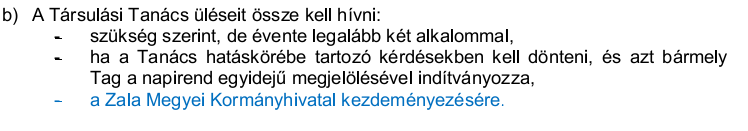 b) A Társulási Tanács üléseit össze kell hívni:
- szükség szerint, de évente legalább két alkalommal,
- ha a Tanács hatáskörébe tartozó kérdésekben kell dönteni, és azt bármely
Tag a napirend egyidejű megjelölésével indítványozza,
- a Zala Megyei Kormányhivatal kezdeményezésére.